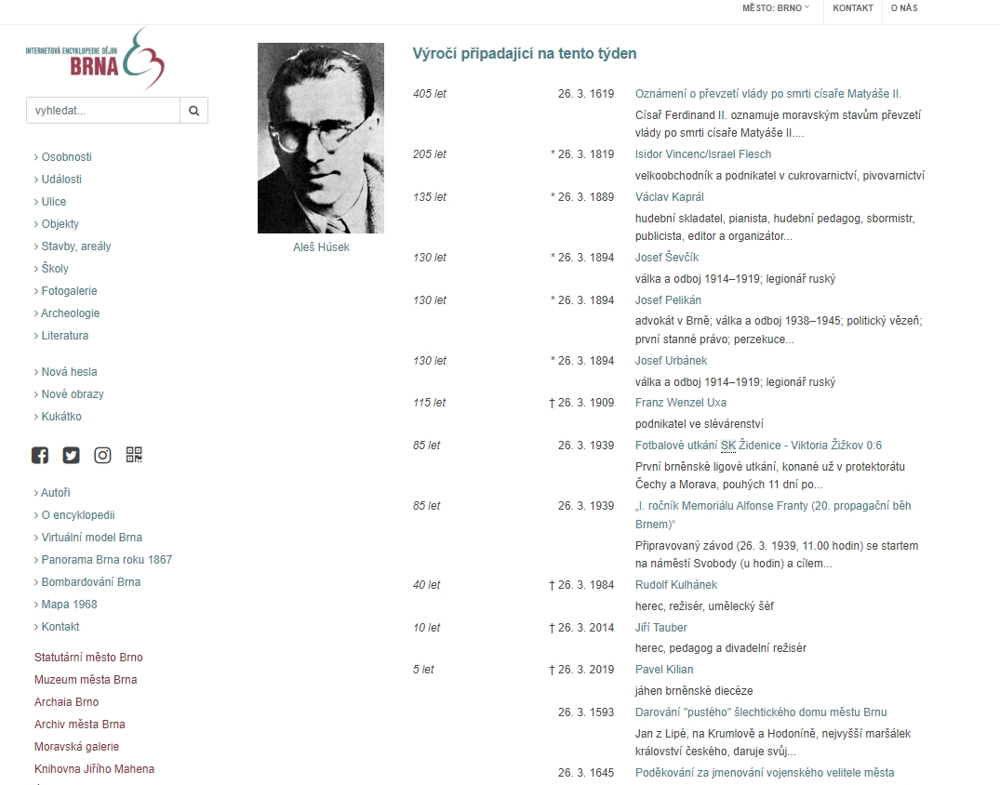 MĚSTO: BRNO
KONTAKT
O NÁS
INTERNETOVÁ ENCYKLOPEDIE DĚJIN
BRNA
vyhledat...
Osobnosti
Události
Ulice
Objekty
Stavby, areály
Školy
Fotogalerie
Archeologie
Literatura
Nová hesla
Nové obrazy
Kukátko
Autoři
O encyklopedii
Virtuální model Brna
Panorama Brna roku 1867
Bombardování Brna
Mapa 1968
Kontakt
Statutární město Brno
Muzeum města Brna
Archaia Brno
Archiv města Brna
Moravská galerie
Knihovna Jiřího Mahena
Aleš Húsek
Výročí připadající na tento týden
405 let 26. 3. 1619 Oznámení o převzetí vlády po smrti císaře Matyáše II.
Císař Ferdinand II. oznamuje moravským stavům převzetí
vlády po smrti císaře Matyáše II....
205 let * 26. 3. 1819 Isidor Vincenc/Israel Flesch
velkoobchodník a podnikatel v cukrovarnictví, pivovarnictví
135 let * 26. 3. 1889 Václav Kaprál
hudební skladatel, pianista, hudební pedagog, sbormistr,
publicista, editor a organizátor...
130 let * 26. 3. 1894 Josef Ševčík
válka a odboj 1914–1919; legionář ruský
130 let * 26. 3. 1894 Josef Pelikán
advokát v Brně; válka a odboj 1938–1945; politický vězeň;
první stanné právo; perzekuce...
130 let * 26. 3. 1894 Josef Urbánek
válka a odboj 1914–1919; legionář ruský
115 let † 26. 3. 1909 Franz Wenzel Uxa
podnikatel ve slévárenství
85 let 26. 3. 1939 Fotbalové utkání SK Židenice - Viktoria Žižkov 0:6
První brněnské ligové utkání, konané už v protektorátu
Čechy a Morava, pouhých 11 dní po...
85 let 26. 3. 1939 „I. ročník Memoriálu Alfonse Franty (20. propagační běh
Brnem)“
Připravovaný závod (26. 3. 1939, 11.00 hodin) se startem
na náměstí Svobody (u hodin) a cílem...
40 let † 26. 3. 1984 Rudolf Kulhánek
herec, režisér, umělecký šéf
10 let † 26. 3. 2014 Jiří Tauber
herec, pedagog a divadelní režisér
5 let † 26. 3. 2019 Pavel Kilian
jáhen brněnské diecéze
26. 3. 1593 Darování "pustého" šlechtického domu městu Brnu
Jan z Lipé, na Krumlově a Hodoníně, nejvyšší maršálek
království českého, daruje svůj...
26. 3. 1645 Poděkování za jmenování vojenského velitele města